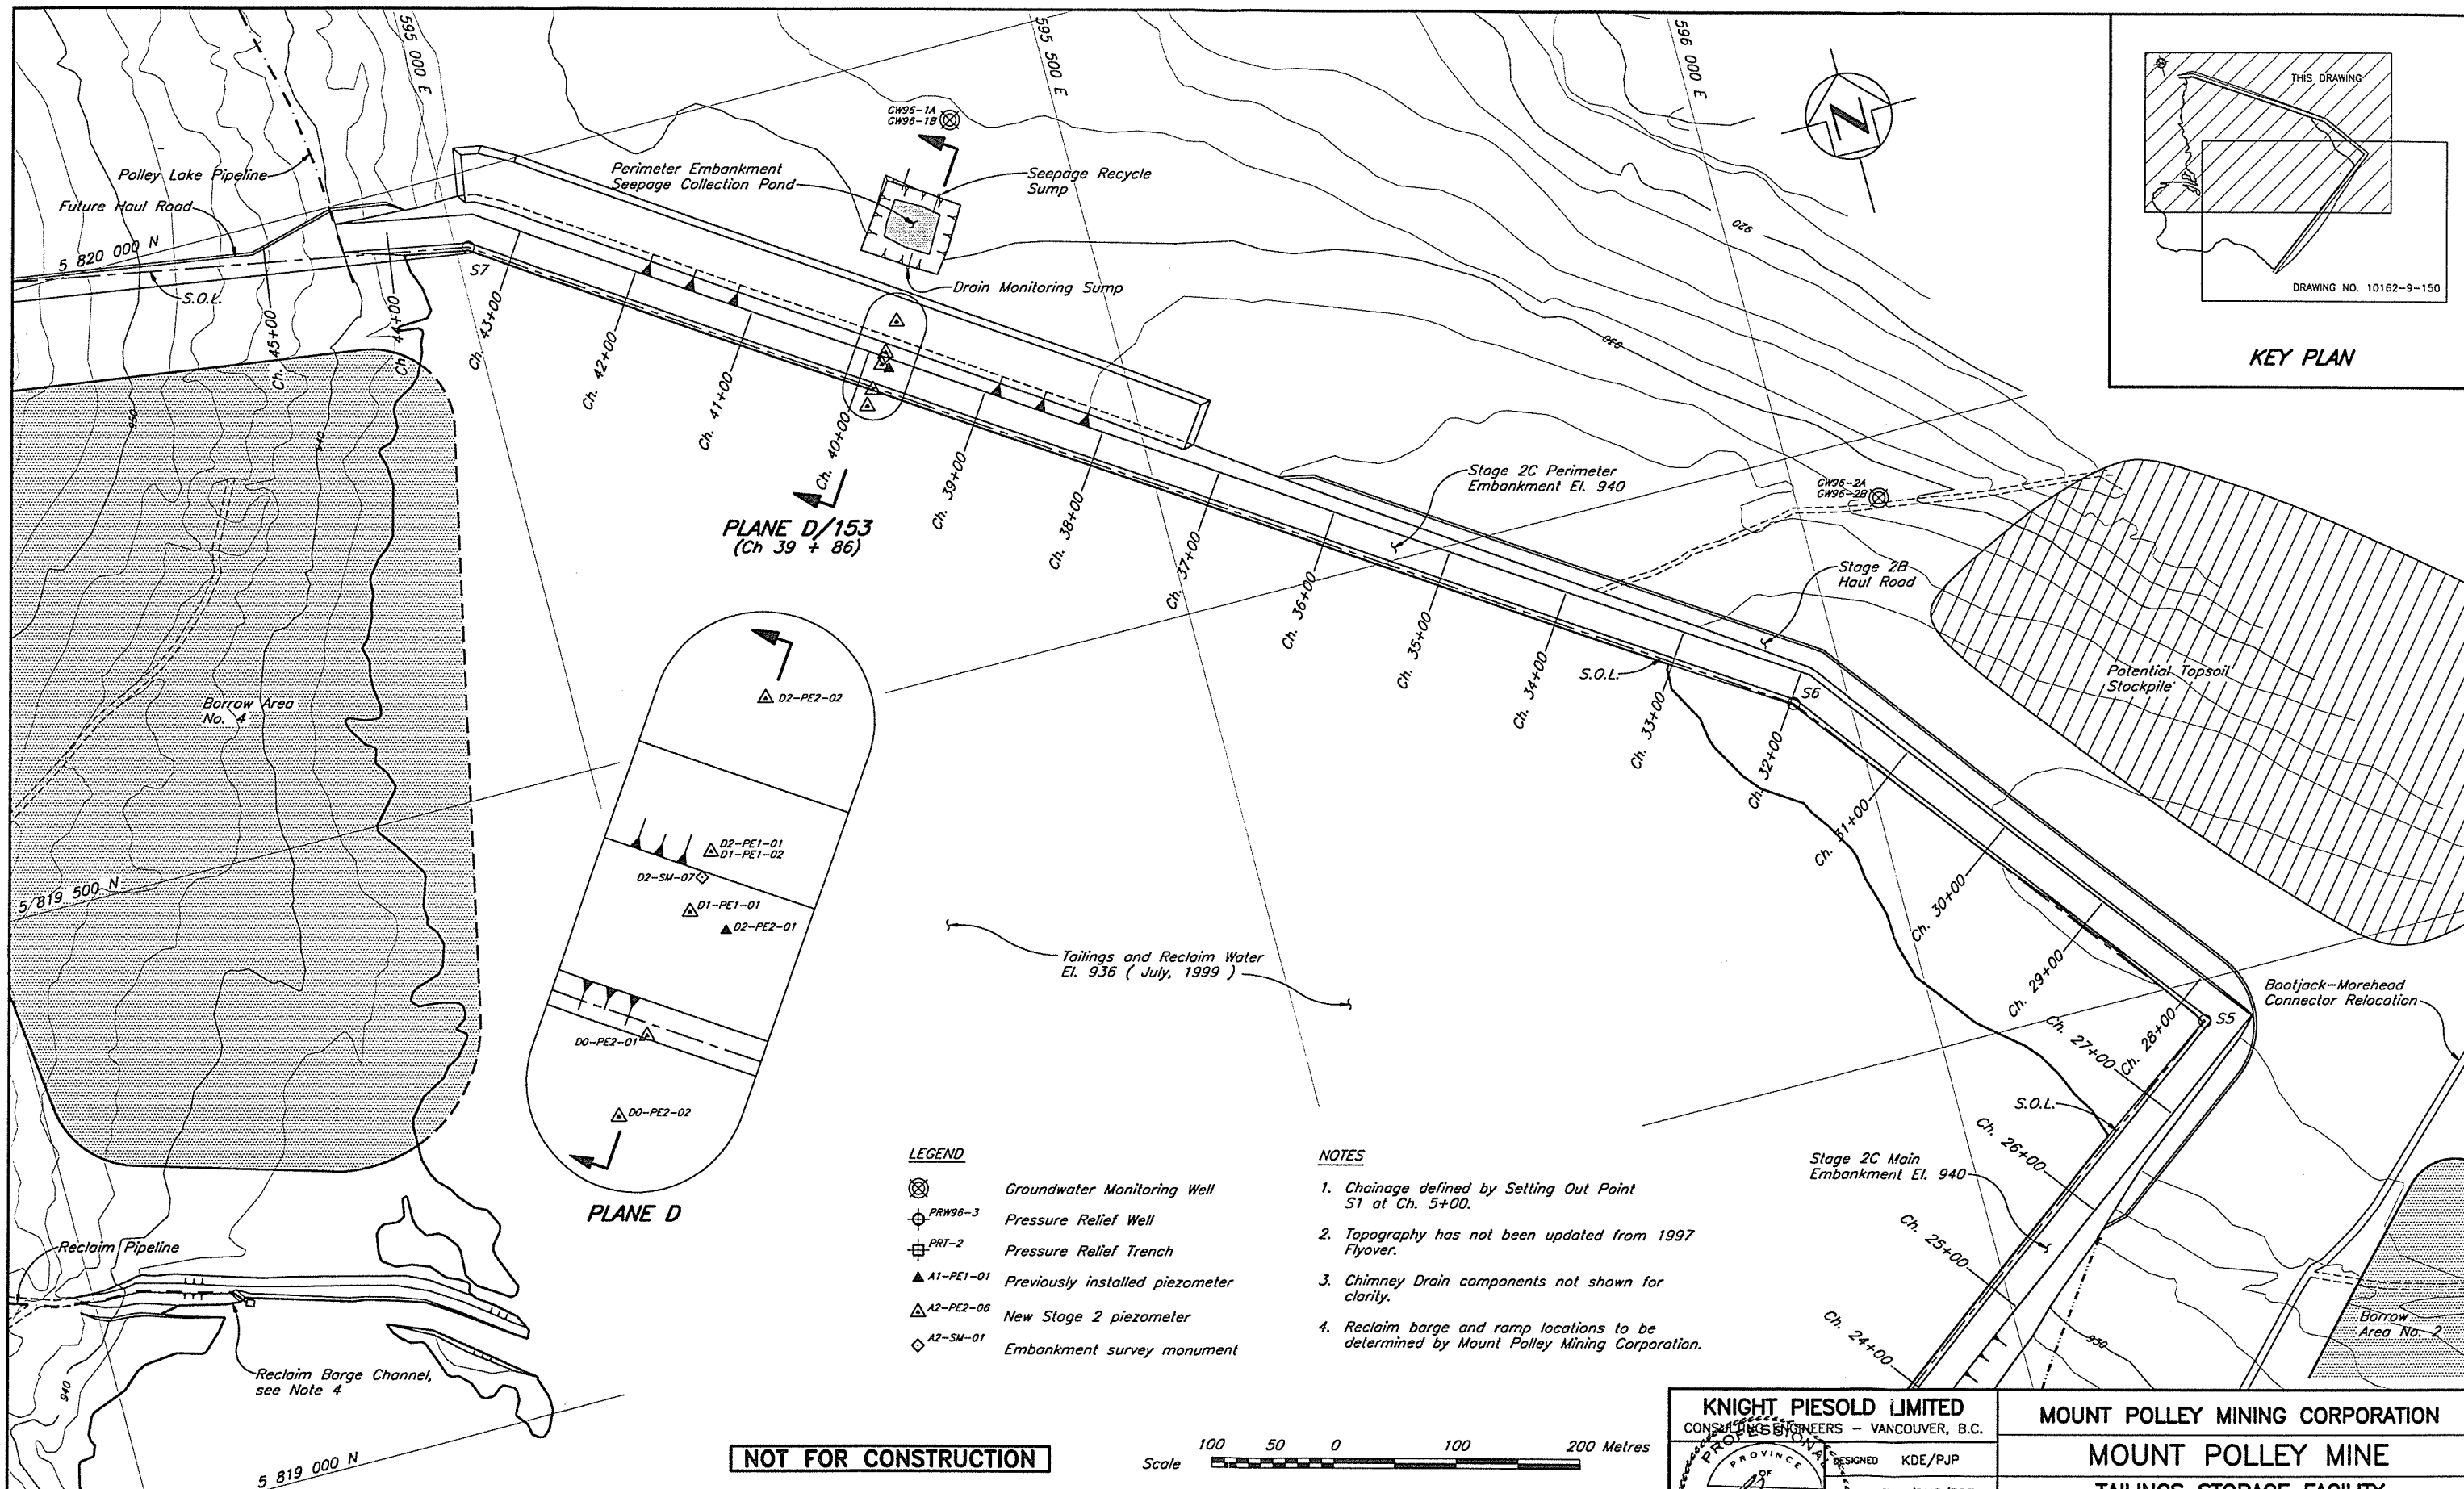 595 000 E
595 500 E
596 000 E
GW96-1A
GW96-1B
Polley Lake Pipeline
Future Haul Road
5 820 000 N
S.O.L.
Perimeter Embankment
Seepage Collection Pond
Seepage Recycle
Sump
Drain Monitoring Sump
N
920
930
THIS DRAWING
DRAWING NO. 10162-9-150
KEY PLAN
S7
Ch. 45+00
Ch. 44+00
Ch. 43+00
Ch. 42+00
Ch. 41+00
Ch. 40+00
Ch. 39+00
Ch. 38+00
Ch. 37+00
Ch. 36+00
Ch. 35+00
Ch. 34+00
Ch. 33+00
Ch. 32+00
Ch. 31+00
Ch. 30+00
Ch. 29+00
Ch. 28+00
Ch. 27+00
Ch. 26+00
Ch. 25+00
Ch. 24+00
950
940
PLANE D/153
(Ch 39 + 86)
Stage 2C Perimeter
Embankment El. 940
GW96-2A
GW96-2B
Stage 2B
Haul Road
S.O.L.
S6
Potential Topsoil
Stockpile
Borrow Area
No. 4
5 819 500 N
D2-PE2-02
D2-PE1-01
D1-PE1-02
D2-SM-07
D1-PE1-01
D2-PE2-01
D0-PE2-01
D0-PE2-02
PLANE D
Tailings and Reclaim Water
El. 936 ( July, 1999 )
Bootjack-Morehead
Connector Relocation
S5
S.O.L.
Stage 2C Main
Embankment El. 940
930
Borrow
Area No. 2
Reclaim Pipeline
Reclaim Barge Channel,
see Note 4
940
5 819 000 N
LEGEND
Groundwater Monitoring Well
PRW96-3 Pressure Relief Well
PRT-2 Pressure Relief Trench
A1-PE1-01 Previously installed piezometer
A2-PE2-06 New Stage 2 piezometer
A2-SM-01 Embankment survey monument
NOTES
1. Chainage defined by Setting Out Point
S1 at Ch. 5+00.
2. Topography has not been updated from 1997
Flyover.
3. Chimney Drain components not shown for
clarity.
4. Reclaim barge and ramp locations to be
determined by Mount Polley Mining Corporation.
NOT FOR CONSTRUCTION
Scale
100 50 0 100 200 Metres
KNIGHT PIESOLD LIMITED
CONSULTING ENGINEERS - VANCOUVER, B.C.
PROFESSIONAL
PROVINCE
OF
DESIGNED KDE/PJP
MOUNT POLLEY MINING CORPORATION
MOUNT POLLEY MINE
TAILINGS STORAGE FACILITY